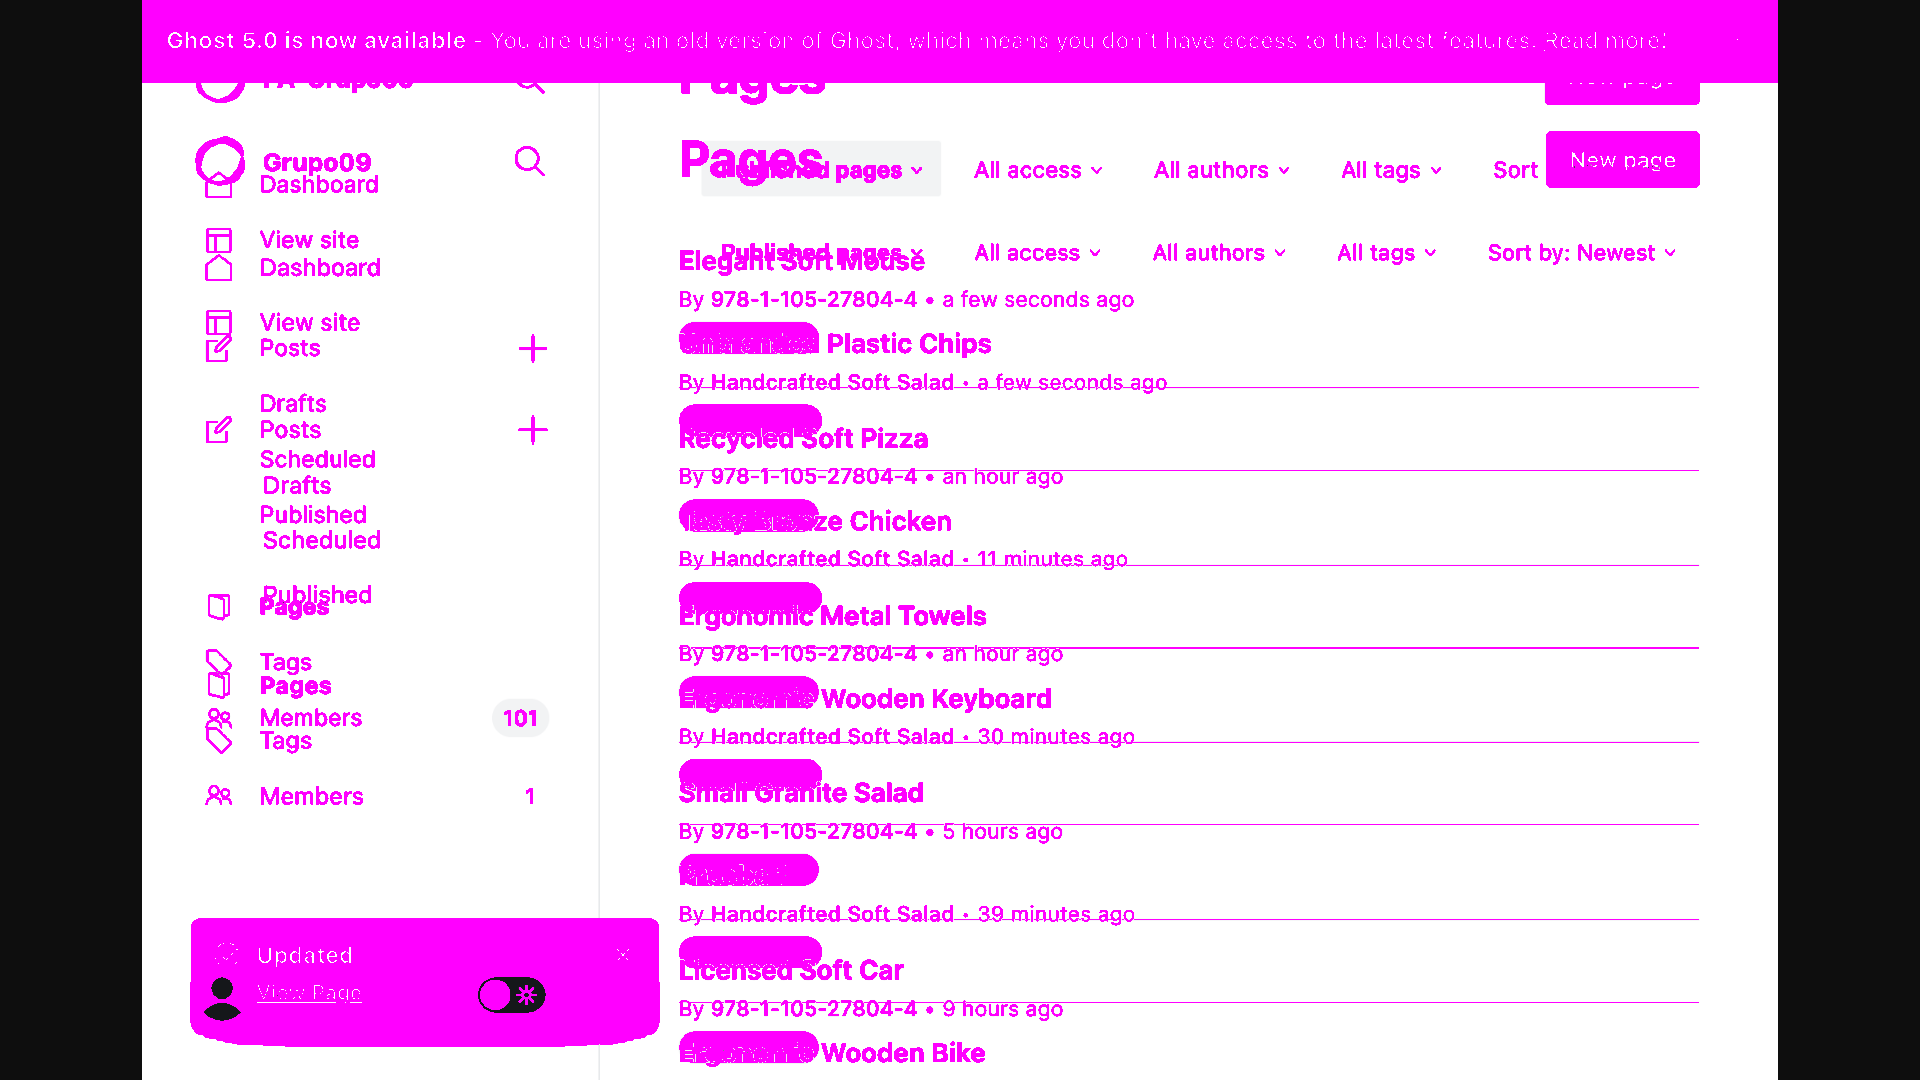 Ghost 5.0 is now available - You are using an old version of Ghost, which means you don't have access to the latest features. Read more!
Pages
New page
Grupo09
Pages
pages
All access
All authors
All tags
Sort
New page
Dashboard
View site
Dashboard
Published pages
All access
All authors
All tags
Sort by: Newest
Elegant Soft Mouse
By 978-1-105-27804-4 • a few seconds ago
View site
Posts
Plastic Chips
By Handcrafted Soft Salad • a few seconds ago
Drafts
Posts
Recycled Soft Pizza
Scheduled
By 978-1-105-27804-4 • an hour ago
Drafts
Published
Chicken
Scheduled
By Handcrafted Soft Salad • 11 minutes ago
Published
Pages
Ergonomic Metal Towels
By 978-1-105-27804-4 • an hour ago
Tags
Pages
Wooden Keyboard
Members 101
Tags
By Handcrafted Soft Salad • 30 minutes ago
Members 1
Small Granite Salad
By 978-1-105-27804-4 • 5 hours ago
By Handcrafted Soft Salad • 39 minutes ago
Updated
View Page
Licensed Soft Car
By 978-1-105-27804-4 • 9 hours ago
Wooden Bike